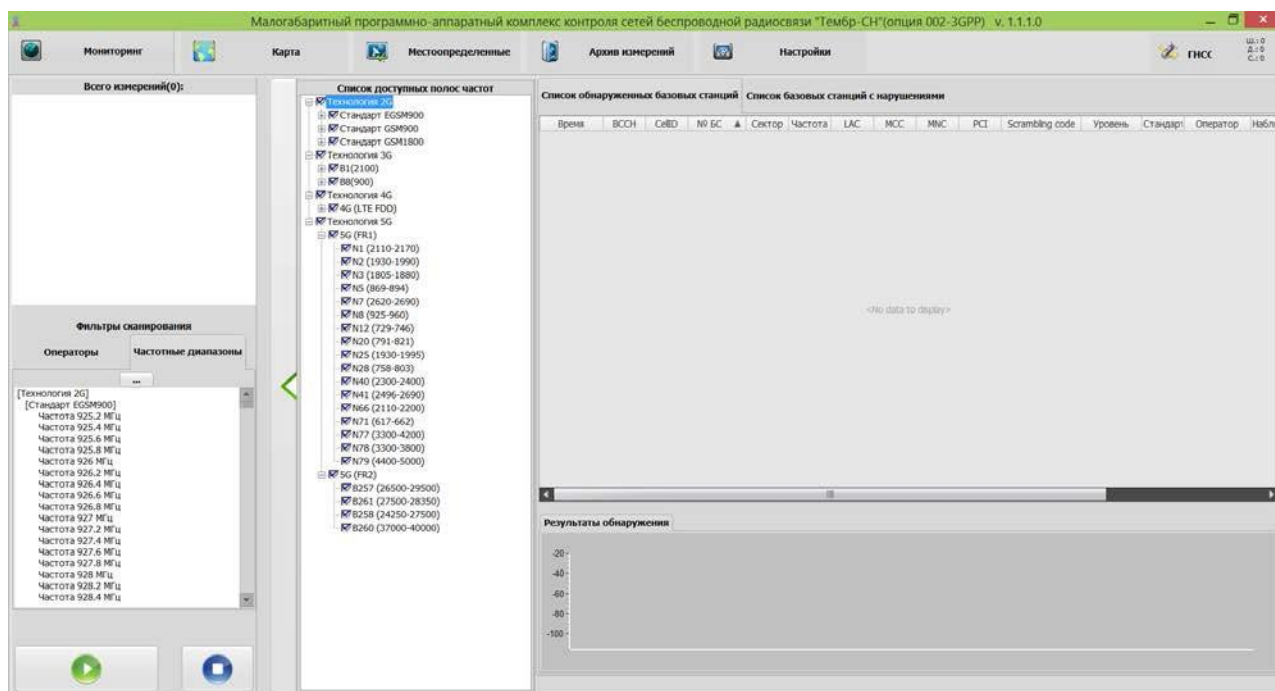 Малогабаритный программно-аппаратный комплекс контроля сетей беспроводной радиосвязи "Тембр-СН"(опция 002-3GPP) v. 1.1.1.0
Мониторинг
Карта
Местоопределенные
Архив измерений
Настройки
ГНСС
Ш.: 0
Д.: 0
С.: 0
Всего измерений(0):
Фильтры сканирования
Операторы
Частотные диапазоны
...
[Технология 2G]
[Стандарт EGSM900]
Частота 925.2 МГц
Частота 925.4 МГц
Частота 925.6 МГц
Частота 925.8 МГц
Частота 926 МГц
Частота 926.2 МГц
Частота 926.4 МГц
Частота 926.6 МГц
Частота 926.8 МГц
Частота 927 МГц
Частота 927.2 МГц
Частота 927.4 МГц
Частота 927.6 МГц
Частота 927.8 МГц
Частота 928 МГц
Частота 928.2 МГц
Частота 928.4 МГц
Список доступных полос частот
Технология 2G
Стандарт EGSM900
Стандарт GSM900
Стандарт GSM1800
Технология 3G
B1(2100)
B8(900)
Технология 4G
4G (LTE FDD)
Технология 5G
5G (FR1)
N1 (2110-2170)
N2 (1930-1990)
N3 (1805-1880)
N5 (869-894)
N7 (2620-2690)
N8 (925-960)
N12 (729-746)
N20 (791-821)
N25 (1930-1995)
N28 (758-803)
N40 (2300-2400)
N41 (2496-2690)
N66 (2110-2200)
N71 (617-662)
N77 (3300-4200)
N78 (3300-3800)
N79 (4400-5000)
5G (FR2)
B257 (26500-29500)
B261 (27500-28350)
B258 (24250-27500)
B260 (37000-40000)
Список обнаруженных базовых станций
Список базовых станций с нарушениями
Время BCCH CellID № БС Сектор Частота LAC MCC MNC PCI Scrambling code Уровень Стандарт Оператор Набл
<No data to display>
Результаты обнаружения
-20
-40
-60
-80
-100